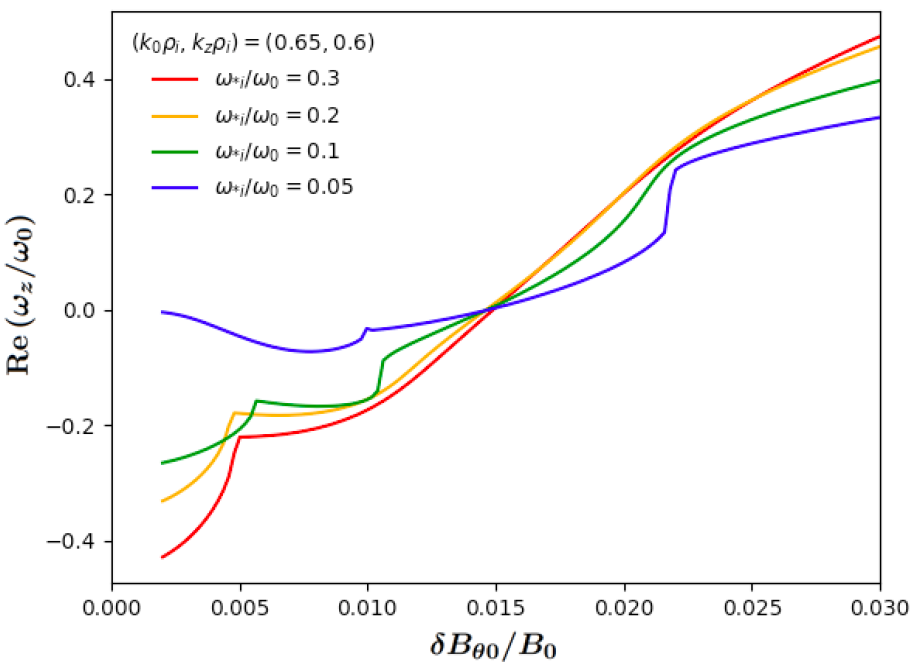 (k₀ρᵢ, k_zρᵢ) = (0.65, 0.6)
ω*ᵢ/ω₀ = 0.3
ω*ᵢ/ω₀ = 0.2
ω*ᵢ/ω₀ = 0.1
ω*ᵢ/ω₀ = 0.05
0.4
0.2
0.0
−0.2
−0.4
Re (ω_z/ω₀)
0.000 0.005 0.010 0.015 0.020 0.025 0.030
δB_θ0/B₀